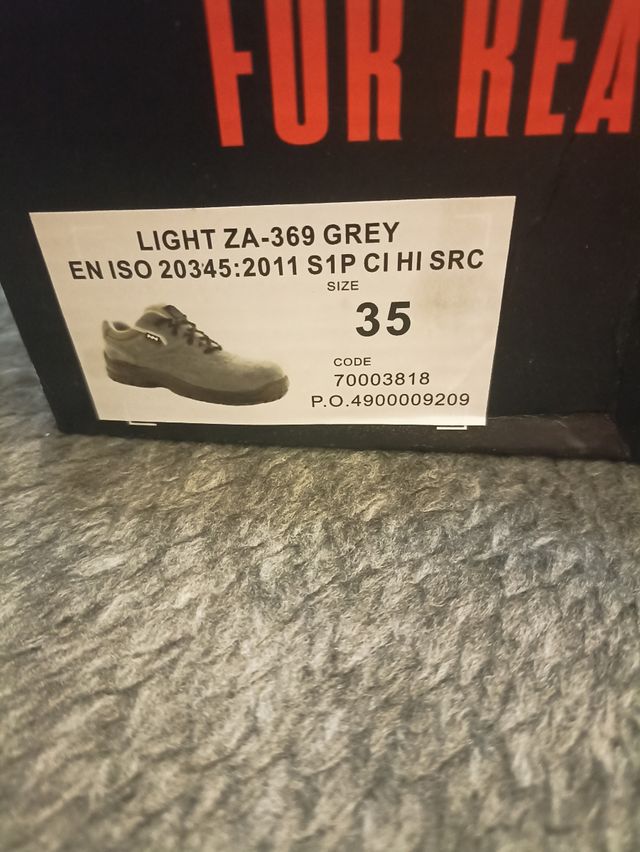 FOR REA
LIGHT ZA-369 GREY
EN ISO 20345:2011 S1P CI HI SRC
SIZE
35
CODE
70003818
P.O.4900009209